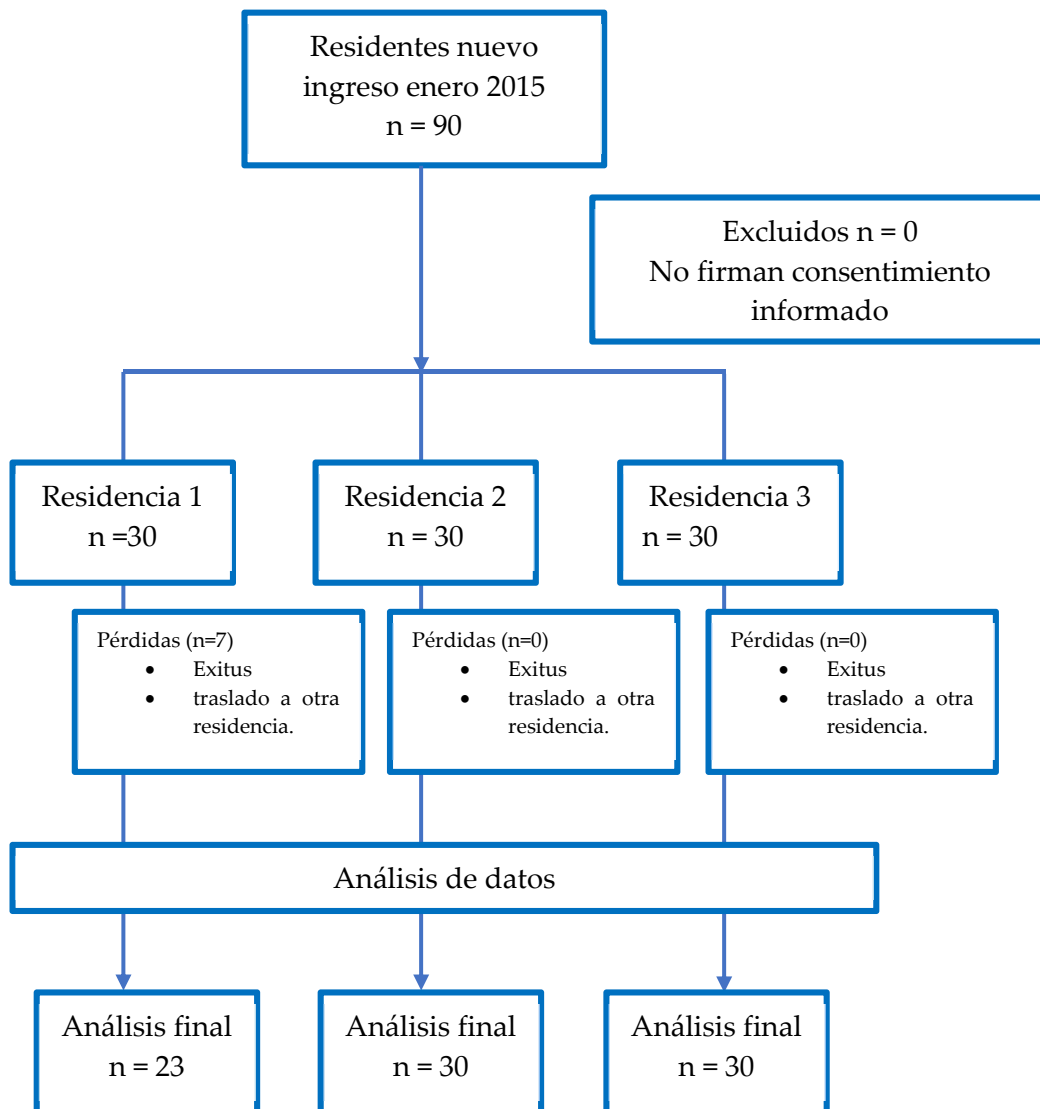 Residentes nuevo
ingreso enero 2015
n = 90
Excluidos n = 0
No firman consentimiento
informado
Residencia 1
n =30
Residencia 2
n = 30
Residencia 3
n = 30
Pérdidas (n=7)
• Exitus
• traslado a otra
residencia.
Pérdidas (n=0)
• Exitus
• traslado a otra
residencia.
Pérdidas (n=0)
• Exitus
• traslado a otra
residencia.
Análisis de datos
Análisis final
n = 23
Análisis final
n = 30
Análisis final
n = 30